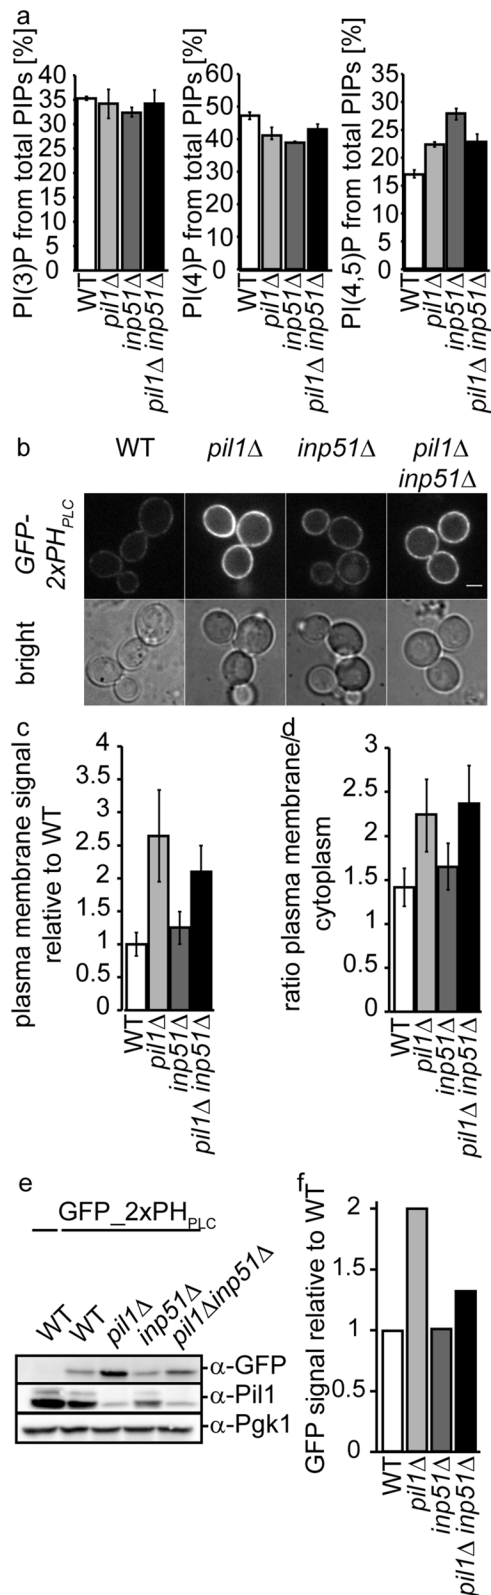 a
PI(3)P from total PIPs [%]
40
35
30
25
20
15
10
5
0
WT
pil1Δ
inp51Δ
pil1Δ inp51Δ
PI(4)P from total PIPs [%]
60
50
40
30
20
10
0
WT
pil1Δ
inp51Δ
pil1Δ inp51Δ
PI(4,5)P from total PIPs [%]
35
30
25
20
15
10
5
0
WT
pil1Δ
inp51Δ
pil1Δ inp51Δ
b
WT
pil1Δ
inp51Δ
pil1Δ
inp51Δ
GFP-
2xPHPLC
bright
c
plasma membrane signal
relative to WT
4
3.5
3
2.5
2
1.5
1
0.5
0
WT
pil1Δ
inp51Δ
pil1Δ inp51Δ
d
ratio plasma membrane/
cytoplasm
3
2.5
2
1.5
1
0.5
0
WT
pil1Δ
inp51Δ
pil1Δ inp51Δ
e
GFP_2xPHPLC
WT
WT
pil1Δ
inp51Δ
pil1Δinp51Δ
α-GFP
α-Pil1
α-Pgk1
f
GFP signal relative to WT
2
1.5
1
0.5
0
WT
pil1Δ
inp51Δ
pil1Δ inp51Δ